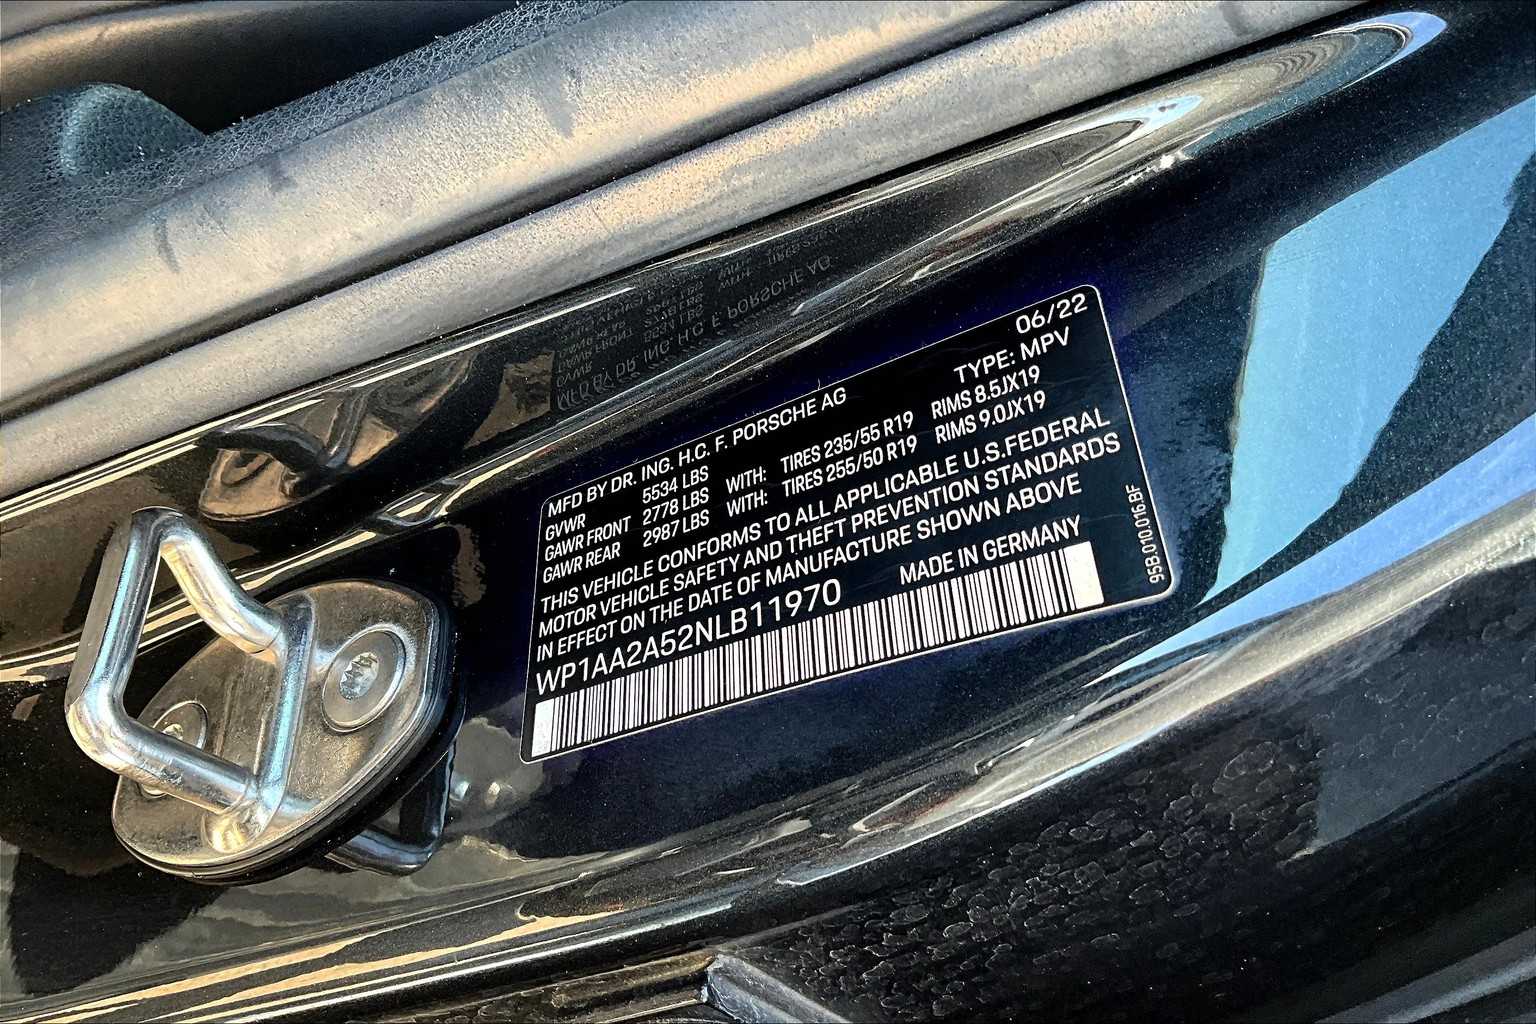 06/22
MFD BY DR. ING. H.C. F. PORSCHE AG TYPE: MPV
GVWR 5534 LBS
GAWR FRONT 2778 LBS WITH: TIRES 235/55 R19 RIMS 8.5JX19
GAWR REAR 2987 LBS WITH: TIRES 255/50 R19 RIMS 9.0JX19
THIS VEHICLE CONFORMS TO ALL APPLICABLE U.S.FEDERAL
MOTOR VEHICLE SAFETY AND THEFT PREVENTION STANDARDS
IN EFFECT ON THE DATE OF MANUFACTURE SHOWN ABOVE
WP1AA2A52NLB11970 MADE IN GERMANY
95B.010.016.BF